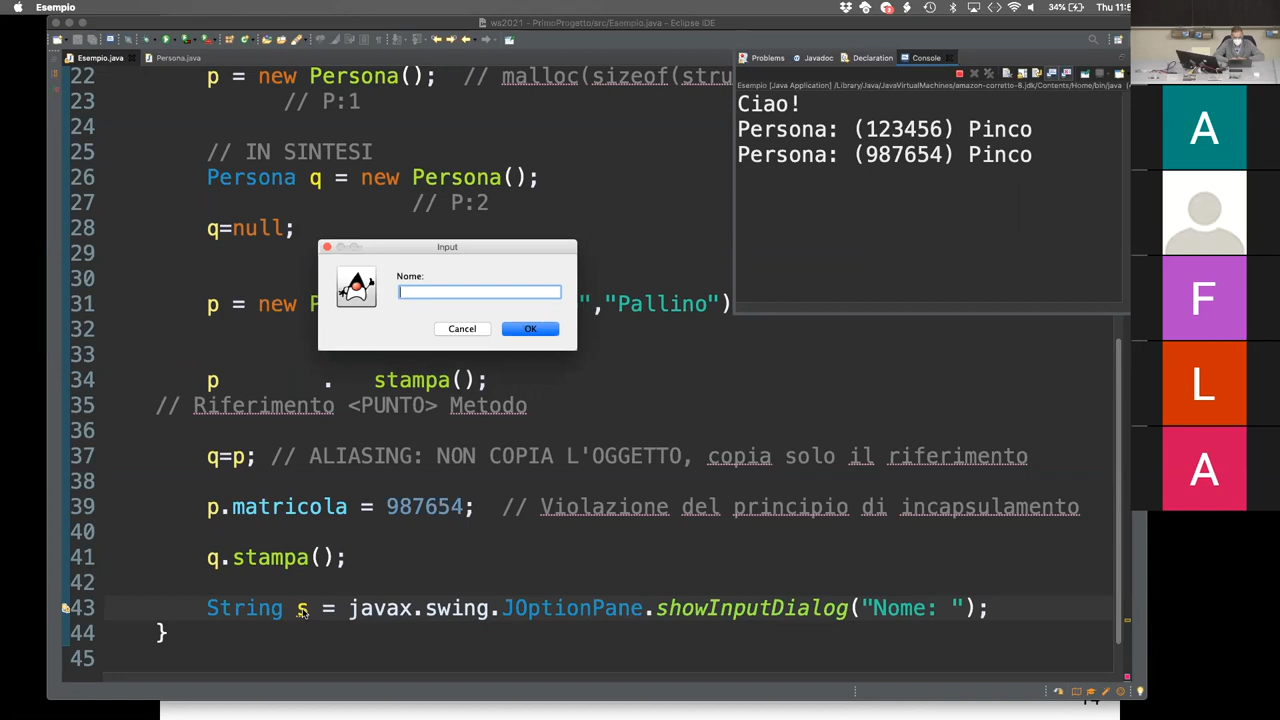 Esempio
34%
Thu 11:5
ws2021 - PrimoProgetto/src/Esempio.java - Eclipse IDE
Esempio.java
Persona.java
22 p = new Persona(); // malloc(sizeof(stru
23 // P:1
24
25 // IN SINTESI
26 Persona q = new Persona();
27 // P:2
28 q=null;
29
30
31 p = new P ","Pallino")
32
33
34 p . stampa();
35 // Riferimento <PUNTO> Metodo
36
37 q=p; // ALIASING: NON COPIA L'OGGETTO, copia solo il riferimento
38
39 p.matricola = 987654; // Violazione del principio di incapsulamento
40
41 q.stampa();
42
43 String s = javax.swing.JOptionPane.showInputDialog("Nome: ");
44 }
45
Problems
Javadoc
Declaration
Console
Esempio [Java Application] /Library/Java/JavaVirtualMachines/amazon-corretto-8.jdk/Contents/Home/bin/java
Ciao!
Persona: (123456) Pinco
Persona: (987654) Pinco
Input
Nome:
Cancel
OK
A
F
L
A